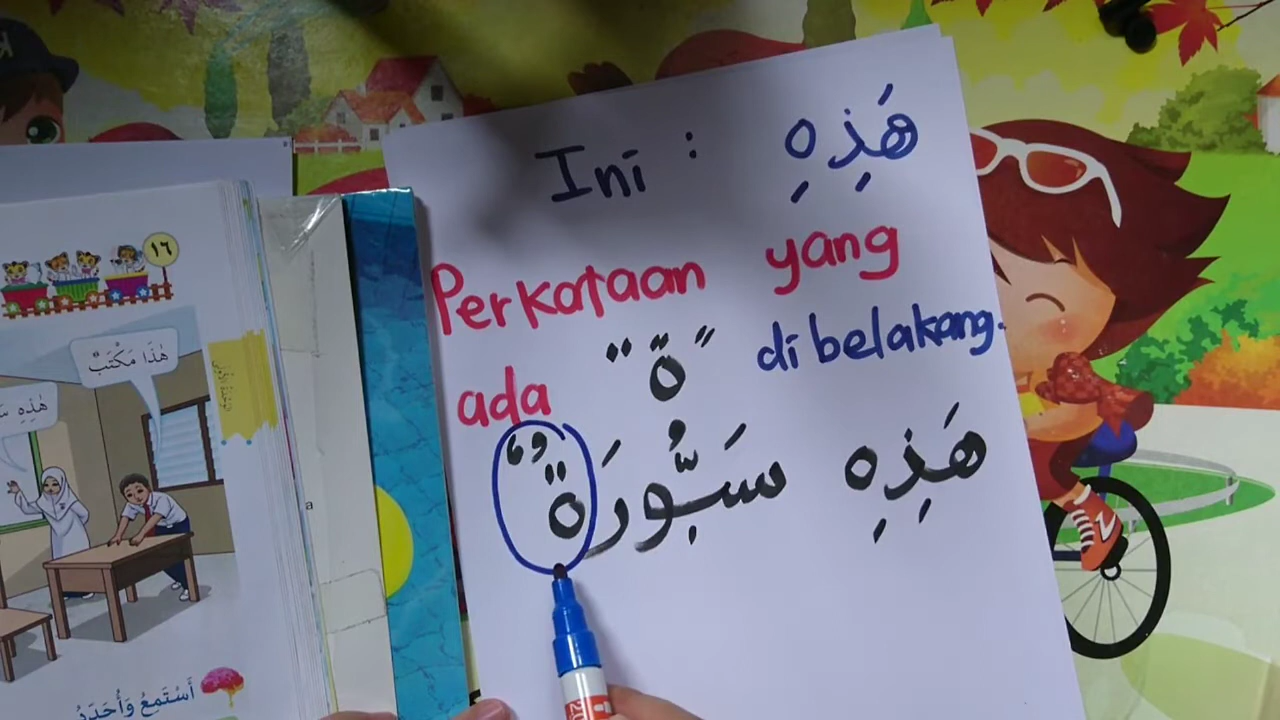 ١٦
هٰذَا مَكْتَبٌ
هٰذِهِ
أَسْتَمِعُ وَأُحَدِّدُ
Ini : هَذِهِ
Perkataan yang
ada ة di belakang.
هَذِهِ سَبُّورَةٌ